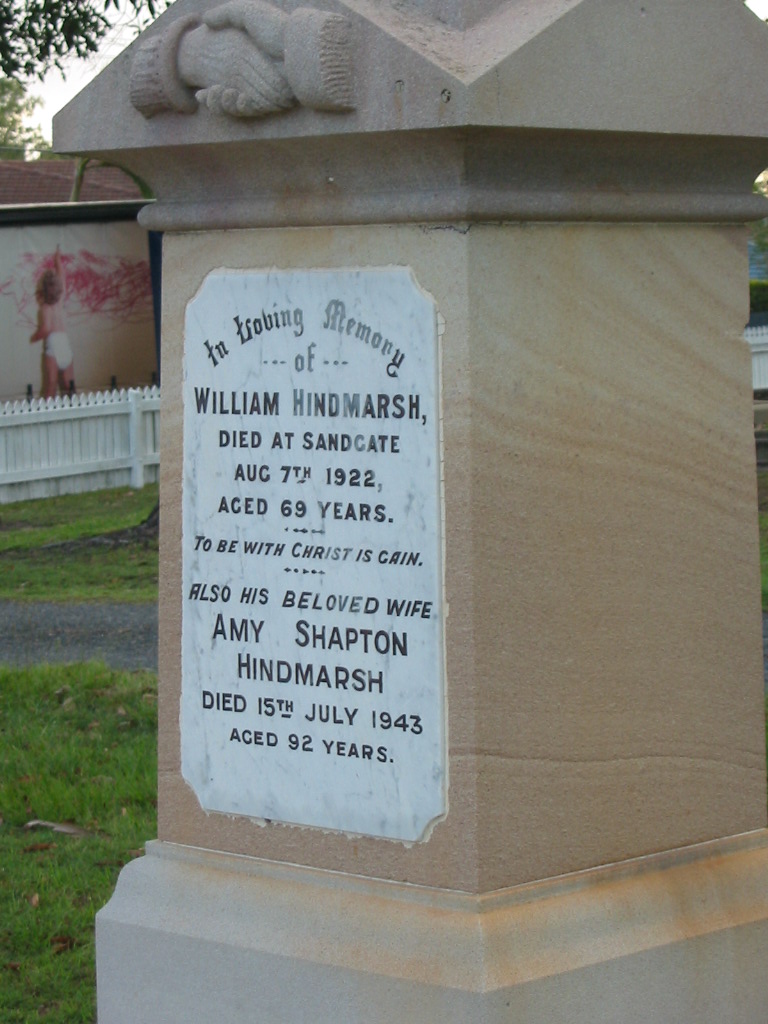 In Loving Memory
--- of ---
WILLIAM HINDMARSH,
DIED AT SANDGATE
AUG 7TH 1922,
AGED 69 YEARS.
TO BE WITH CHRIST IS GAIN.
ALSO HIS BELOVED WIFE
AMY SHAPTON
HINDMARSH
DIED 15TH JULY 1943
AGED 92 YEARS.